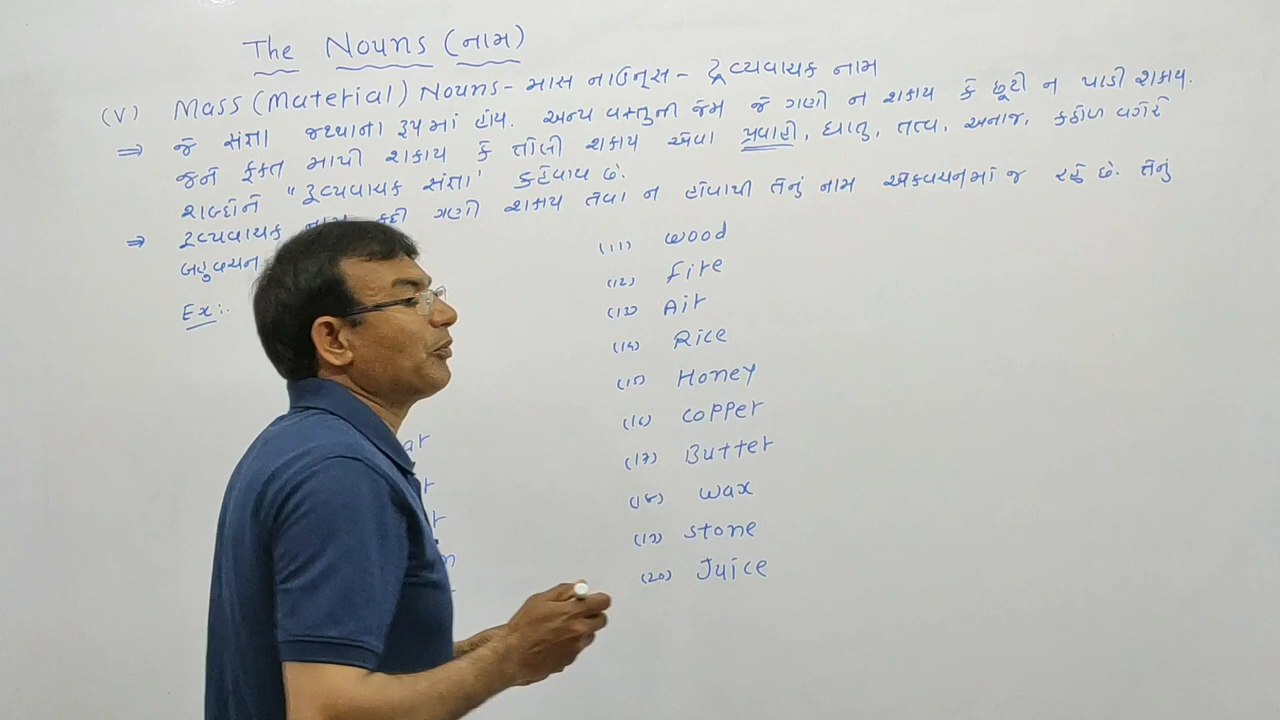 The Nouns (નામ)
(V) Mass (Material) Nouns - માસ નાઉન્સ - દ્રવ્યવાચક નામ
⇒ જે સંજ્ઞા જથ્થાના રૂપમાં હોય. અન્ય વસ્તુની જેમ જે ગણી ન શકાય કે છૂટી ન પાડી શકાય.
જેને ફક્ત માપી શકાય કે તોલી શકાય એવા પ્રવાહી, ધાતુ, તત્વ, અનાજ, કઠોળ વગેરે
શબ્દોને "દ્રવ્યવાચક સંજ્ઞા" કહેવાય છે.
⇒ દ્રવ્યવાચક ગણી શકાય તેવા ન હોવાથી તેનું નામ એકવચનમાં જ રહે છે. તેનું
બહુવચન
Ex:-
ar
r
r
n
(11) wood
(12) fire
(13) Air
(14) Rice
(15) Honey
(16) copper
(17) Butter
(18) wax
(19) stone
(20) Juice